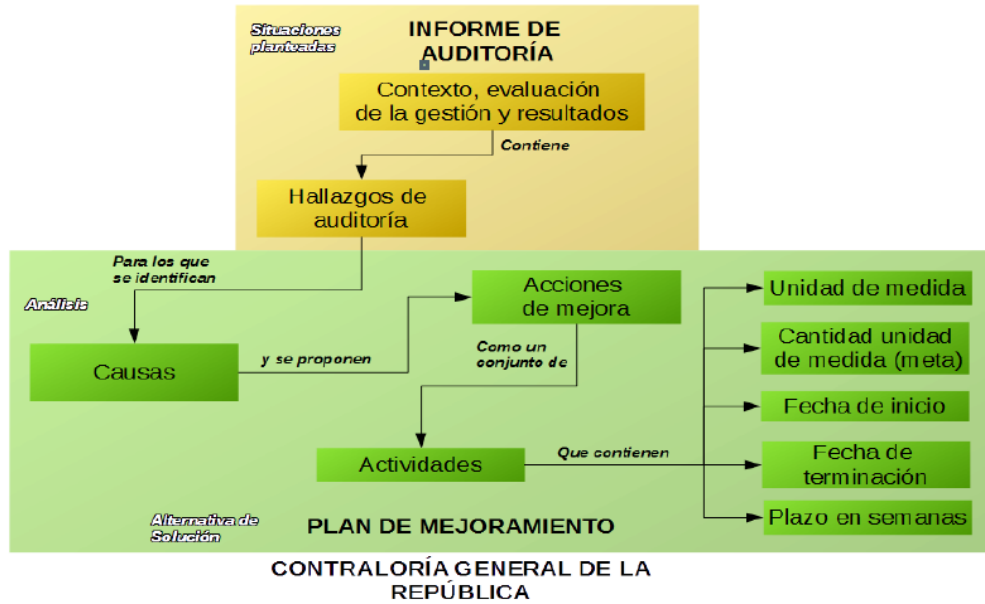 Situaciones
planteadas
INFORME DE
AUDITORÍA
Contexto, evaluación
de la gestión y resultados
Contiene
Hallazgos de
auditoría
Para los que
se identifican
Análisis
Causas
y se proponen
Acciones
de mejora
Como un
conjunto de
Actividades
Que contienen
Unidad de medida
Cantidad unidad
de medida (meta)
Fecha de inicio
Fecha de
terminación
Plazo en semanas
Alternativa de
Solución
PLAN DE MEJORAMIENTO
CONTRALORÍA GENERAL DE LA
REPÚBLICA